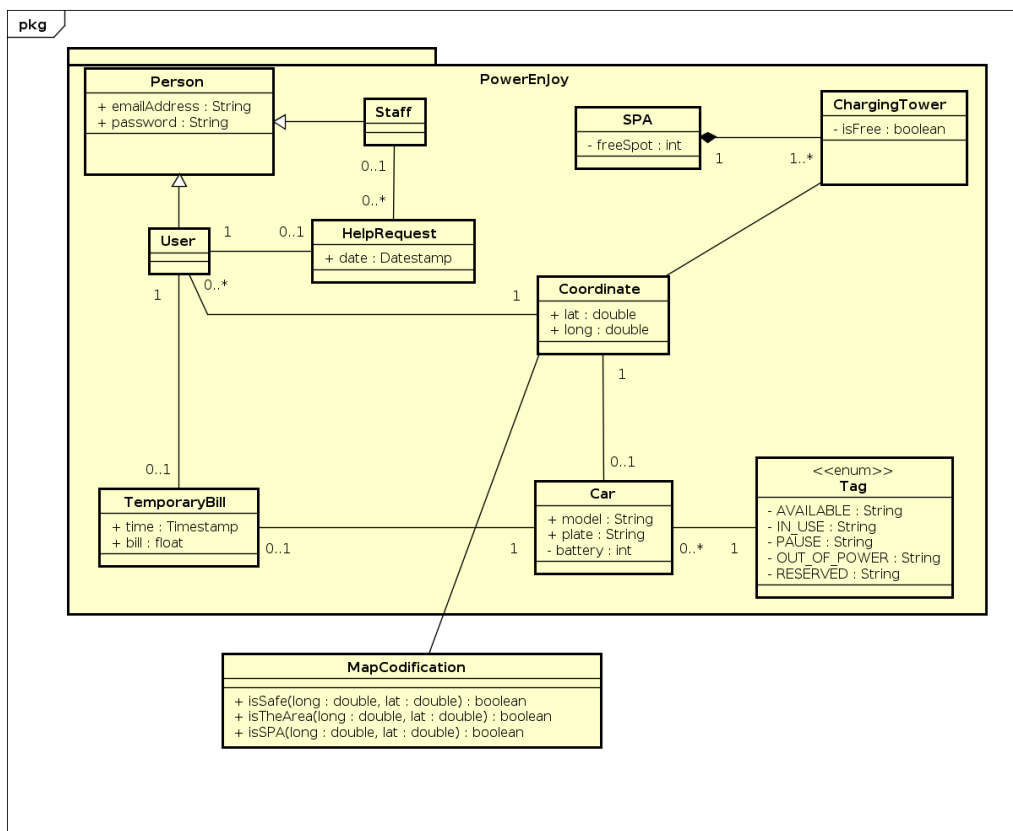 pkg
PowerEnJoy
Person
+ emailAddress : String
+ password : String
Staff
SPA
- freeSpot : int
ChargingTower
- isFree : boolean
1
1..*
0..1
0..*
User
1
0..1
HelpRequest
+ date : Datestamp
1
0..*
1
Coordinate
+ lat : double
+ long : double
1
0..1
0..1
TemporaryBill
+ time : Timestamp
+ bill : float
0..1
1
Car
+ model : String
+ plate : String
- battery : int
0..*
1
<<enum>>
Tag
- AVAILABLE : String
- IN_USE : String
- PAUSE : String
- OUT_OF_POWER : String
- RESERVED : String
MapCodification
+ isSafe(long : double, lat : double) : boolean
+ isTheArea(long : double, lat : double) : boolean
+ isSPA(long : double, lat : double) : boolean